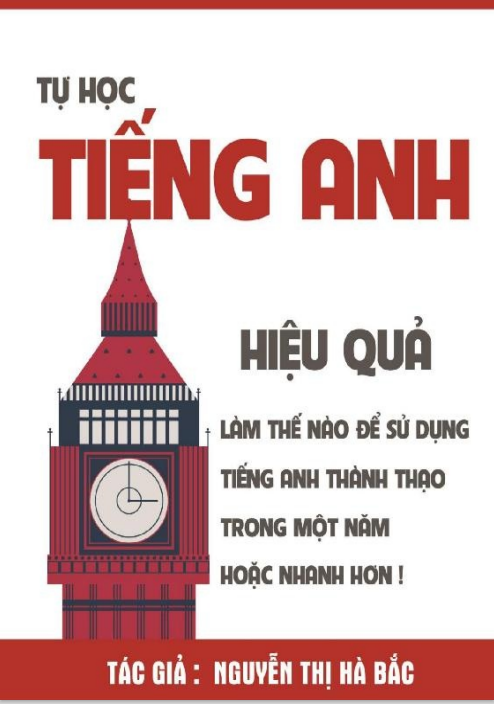 TỰ HỌC
TIẾNG ANH
HIỆU QUẢ
LÀM THẾ NÀO ĐỂ SỬ DỤNG
TIẾNG ANH THÀNH THẠO
TRONG MỘT NĂM
HOẶC NHANH HƠN !
TÁC GIẢ : NGUYỄN THỊ HÀ BẮC